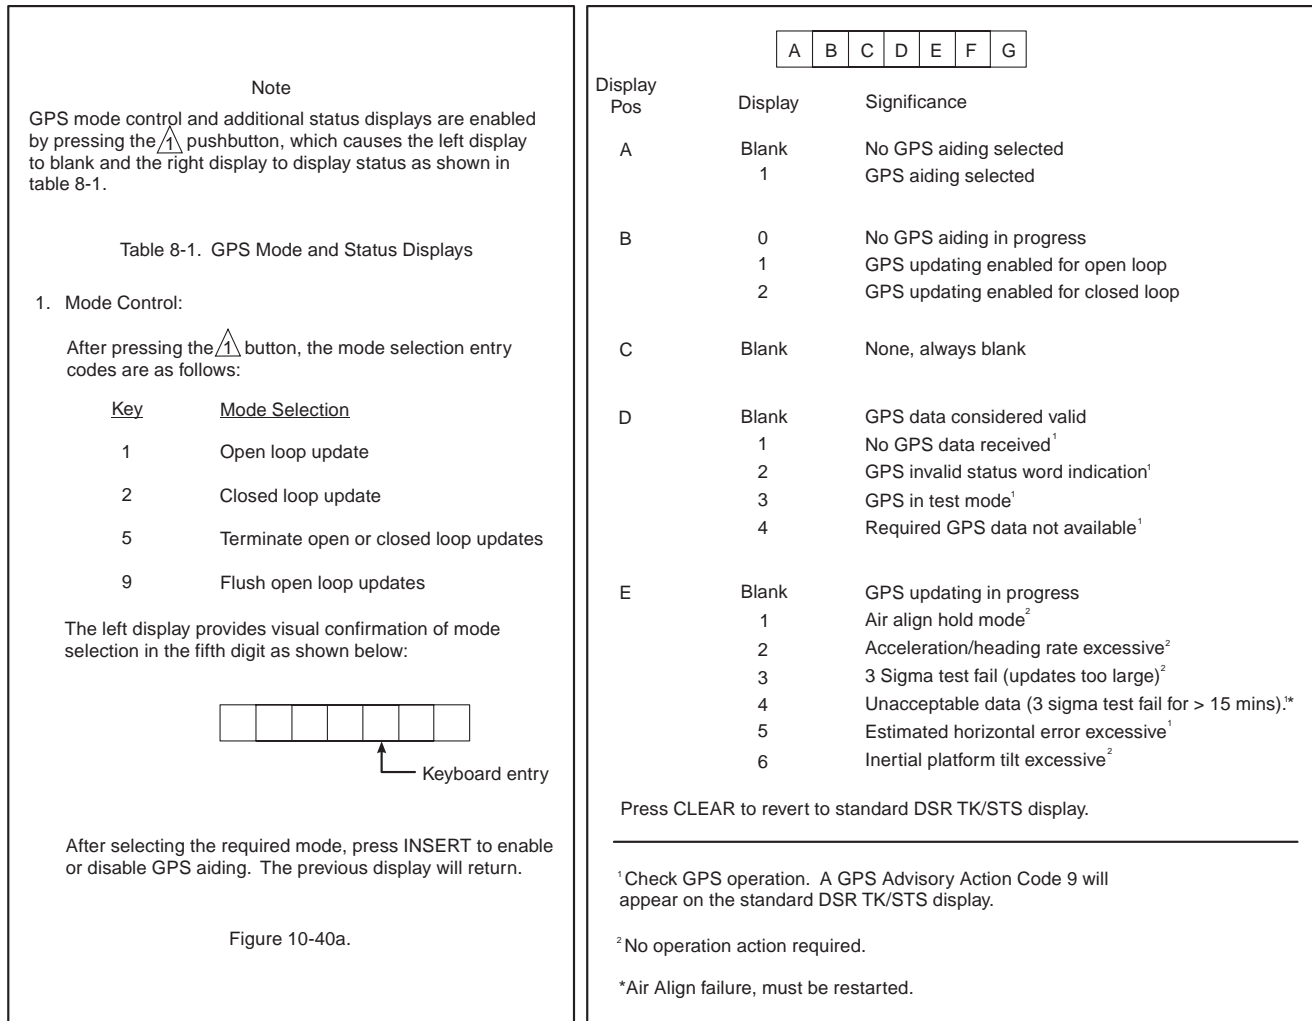 Note
GPS mode control and additional status displays are enabled
by pressing the 1 pushbutton, which causes the left display
to blank and the right display to display status as shown in
table 8-1.
Table 8-1. GPS Mode and Status Displays
1. Mode Control:
After pressing the 1 button, the mode selection entry
codes are as follows:
Key Mode Selection
1 Open loop update
2 Closed loop update
5 Terminate open or closed loop updates
9 Flush open loop updates
The left display provides visual confirmation of mode
selection in the fifth digit as shown below:
Keyboard entry
After selecting the required mode, press INSERT to enable
or disable GPS aiding. The previous display will return.
Figure 10-40a.
A B C D E F G
Display
Pos Display Significance
A Blank No GPS aiding selected
1 GPS aiding selected
B 0 No GPS aiding in progress
1 GPS updating enabled for open loop
2 GPS updating enabled for closed loop
C Blank None, always blank
D Blank GPS data considered valid
1 No GPS data received¹
2 GPS invalid status word indication¹
3 GPS in test mode¹
4 Required GPS data not available¹
E Blank GPS updating in progress
1 Air align hold mode²
2 Acceleration/heading rate excessive²
3 3 Sigma test fail (updates too large)²
4 Unacceptable data (3 sigma test fail for > 15 mins).¹*
5 Estimated horizontal error excessive¹
6 Inertial platform tilt excessive²
Press CLEAR to revert to standard DSR TK/STS display.
¹Check GPS operation. A GPS Advisory Action Code 9 will
appear on the standard DSR TK/STS display.
²No operation action required.
*Air Align failure, must be restarted.